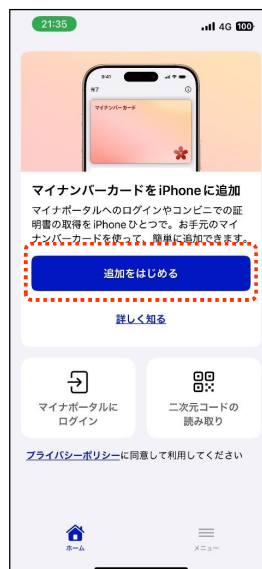 21:35
4G 100
9:41
完了
マイナンバーカード
マイナンバーカードをiPhoneに追加
マイナポータルへのログインやコンビニでの証
明書の取得をiPhoneひとつで。お手元のマイ
ナンバーカードを使って、簡単に追加できます。
追加をはじめる
詳しく知る
マイナポータルに
ログイン
二次元コードの
読み取り
プライバシーポリシーに同意して利用してください
ホーム
メニュー